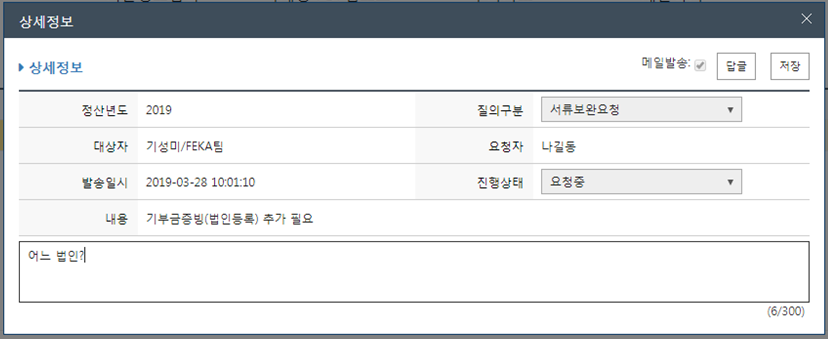 상세정보
상세정보
메일발송: 답글 저장
정산년도 2019 질의구분 서류보완요청
대상자 기성미/FEKA팀 요청자 나길동
발송일시 2019-03-28 10:01:10 진행상태 요청중
내용 기부금증빙(법인등록) 추가 필요
어느 법인?
(6/300)